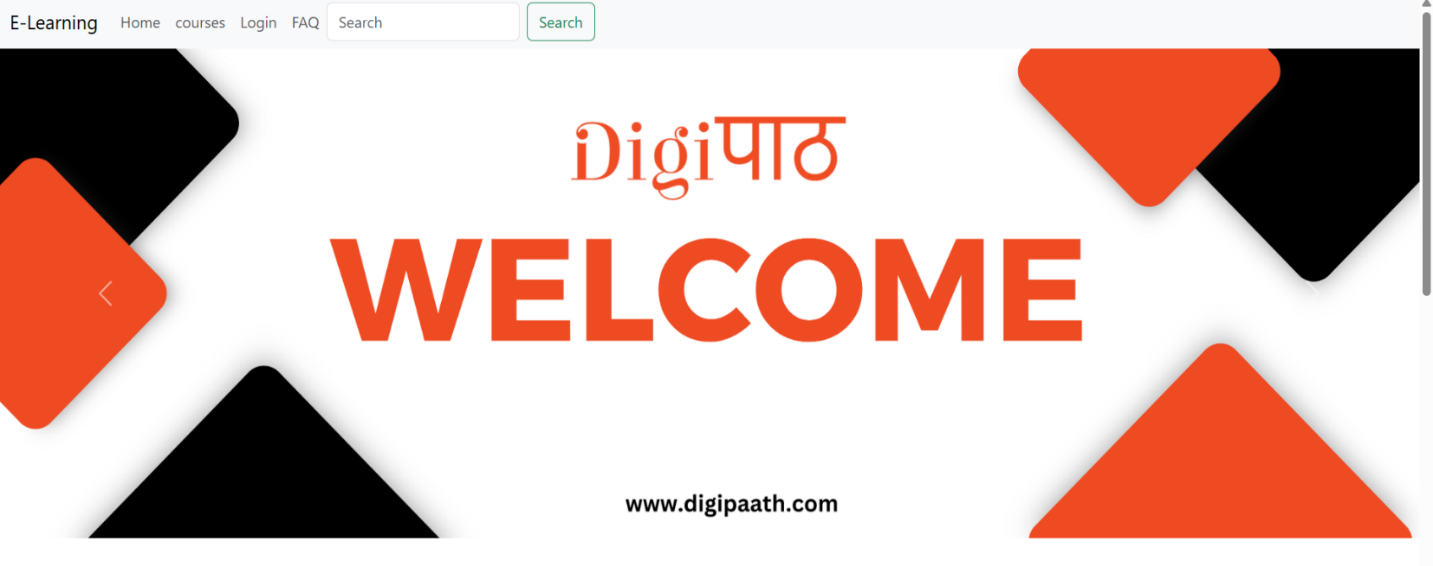 E-Learning Home courses Login FAQ Search Search
Digiपाठ
WELCOME
www.digipaath.com